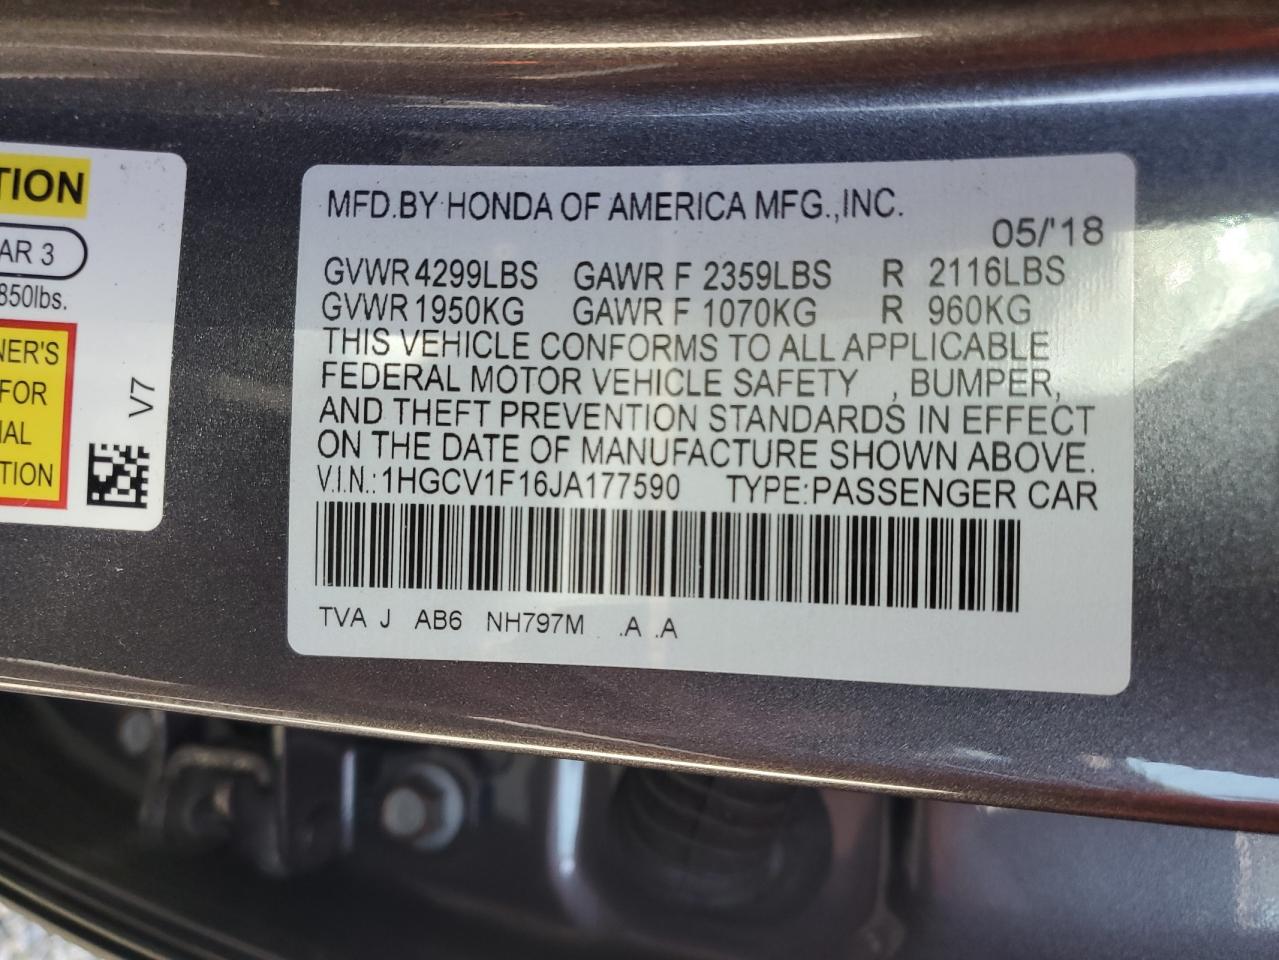 TION
AR 3
850lbs.
NER'S
FOR
IAL
TION
V7
MFD.BY HONDA OF AMERICA MFG.,INC.
05/'18
GVWR 4299LBS GAWR F 2359LBS R 2116LBS
GVWR 1950KG GAWR F 1070KG R 960KG
THIS VEHICLE CONFORMS TO ALL APPLICABLE
FEDERAL MOTOR VEHICLE SAFETY , BUMPER,
AND THEFT PREVENTION STANDARDS IN EFFECT
ON THE DATE OF MANUFACTURE SHOWN ABOVE.
V.I.N.: 1HGCV1F16JA177590 TYPE:PASSENGER CAR
TVA J AB6 NH797M .A .A